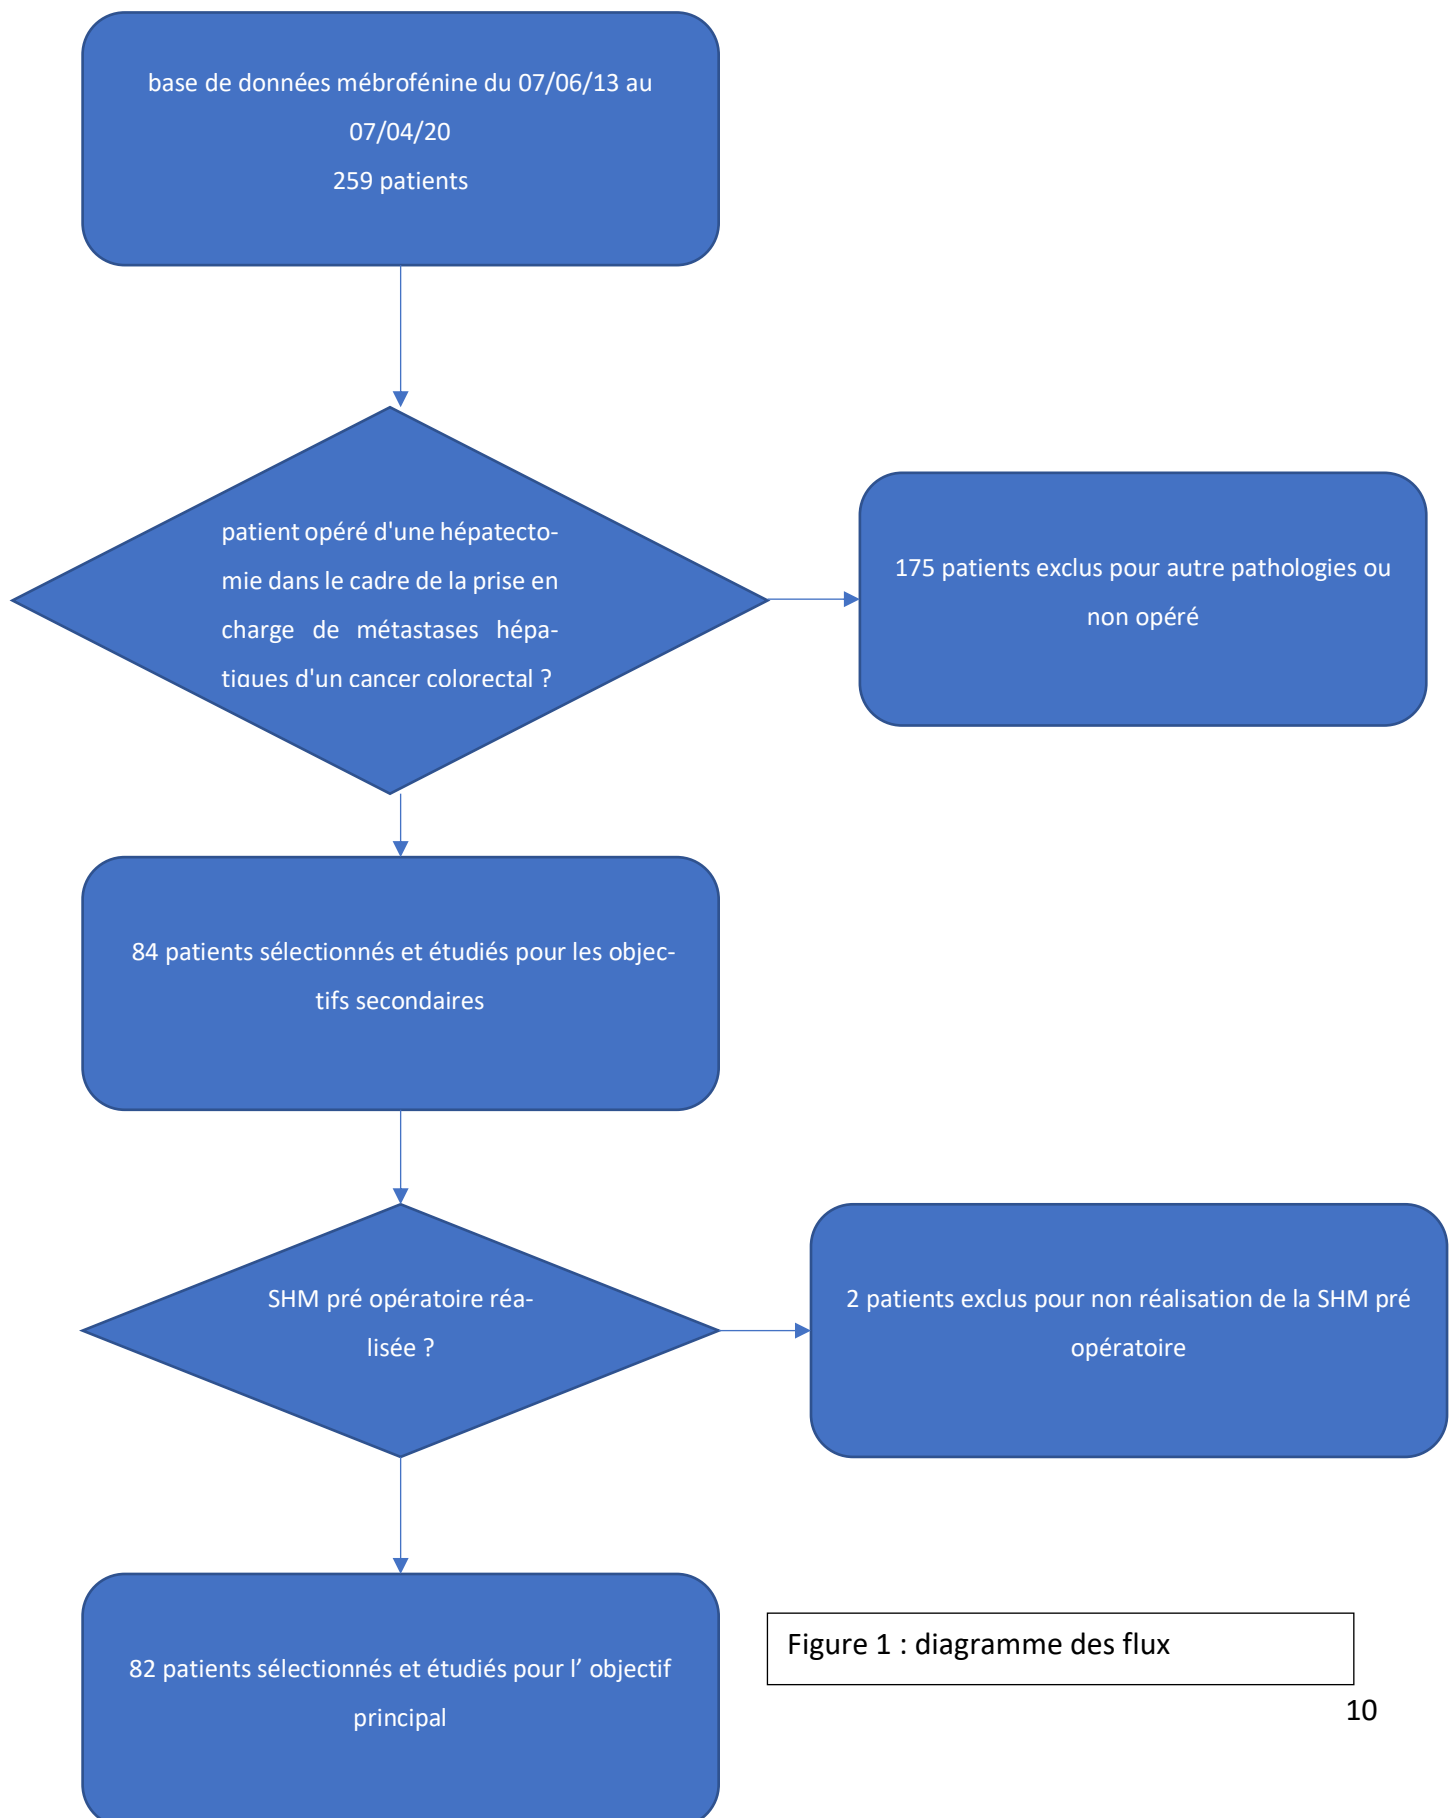 base de données mébrofénine du 07/06/13 au
07/04/20
259 patients
patient opéré d'une hépatecto-
mie dans le cadre de la prise en
charge de métastases hépa-
tiques d'un cancer colorectal ?
175 patients exclus pour autre pathologies ou
non opéré
84 patients sélectionnés et étudiés pour les objec-
tifs secondaires
SHM pré opératoire réa-
lisée ?
2 patients exclus pour non réalisation de la SHM pré
opératoire
82 patients sélectionnés et étudiés pour l' objectif
principal
Figure 1 : diagramme des flux
10